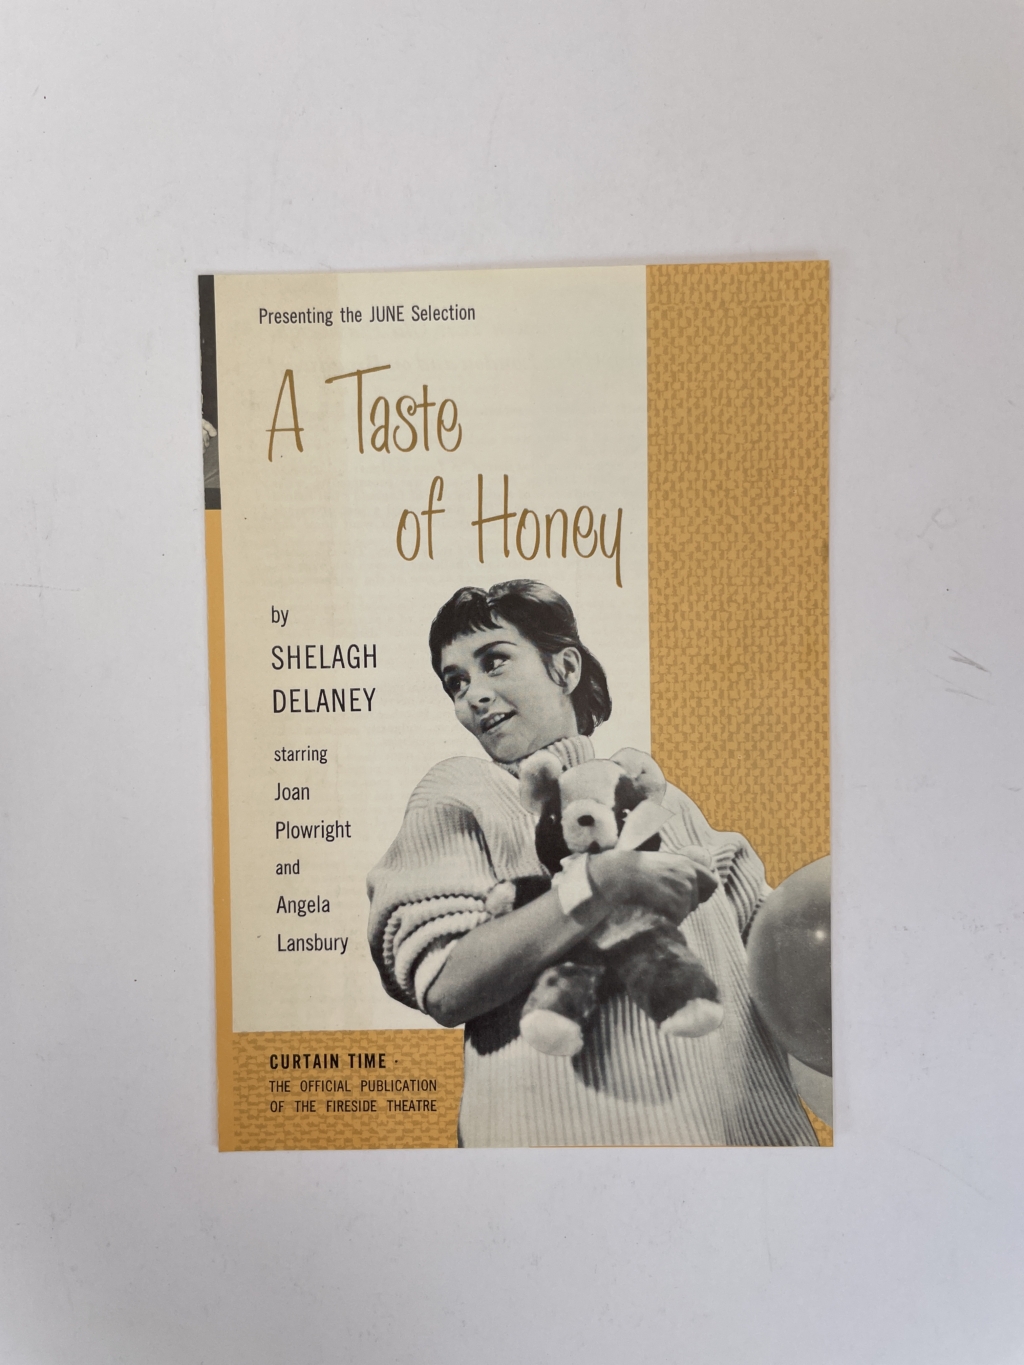 Presenting the JUNE Selection
A Taste
of Honey
by
SHELAGH
DELANEY
starring
Joan
Plowright
and
Angela
Lansbury
CURTAIN TIME ·
THE OFFICIAL PUBLICATION
OF THE FIRESIDE THEATRE